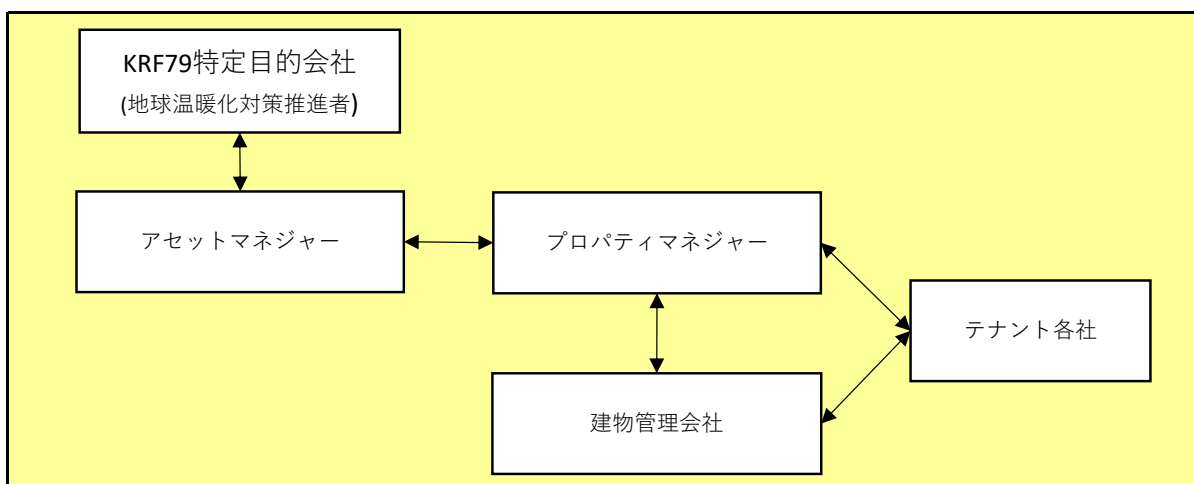 KRF79特定目的会社
(地球温暖化対策推進者)
アセットマネジャー
プロパティマネジャー
テナント各社
建物管理会社